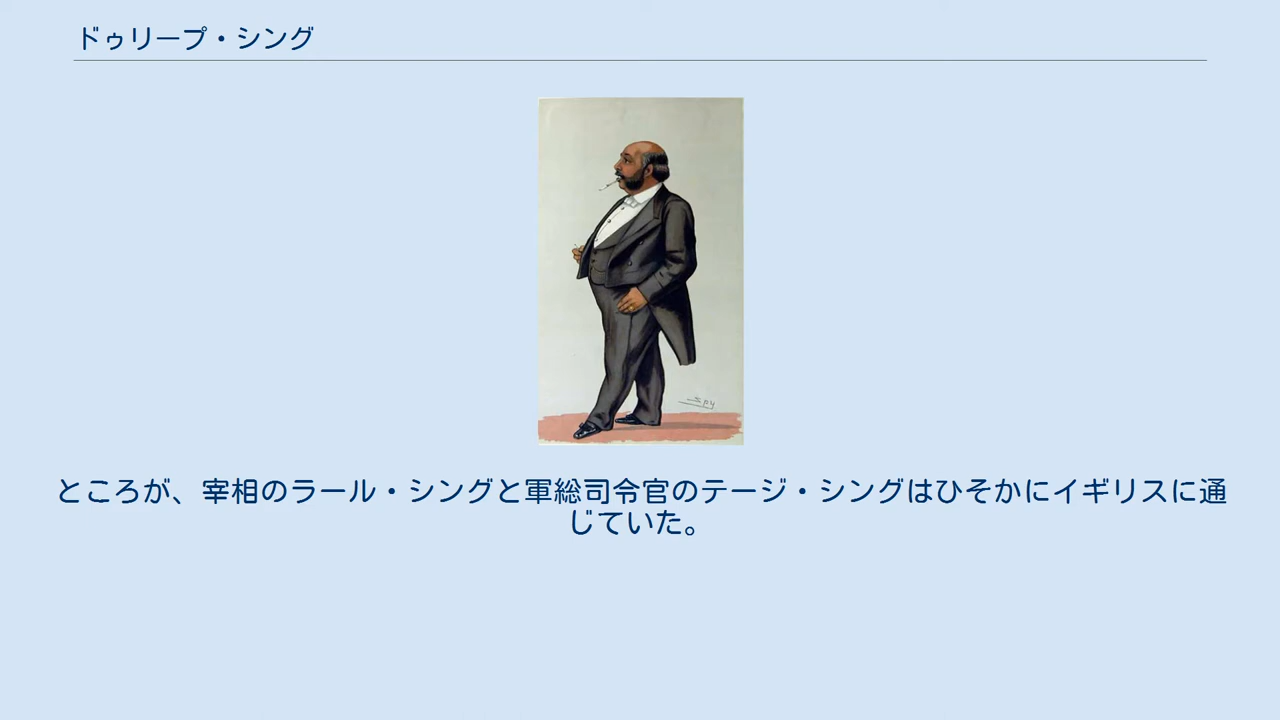 ドゥリープ・シング
Spy
ところが、宰相のラール・シングと軍総司令官のテージ・シングはひそかにイギリスに通
じていた。